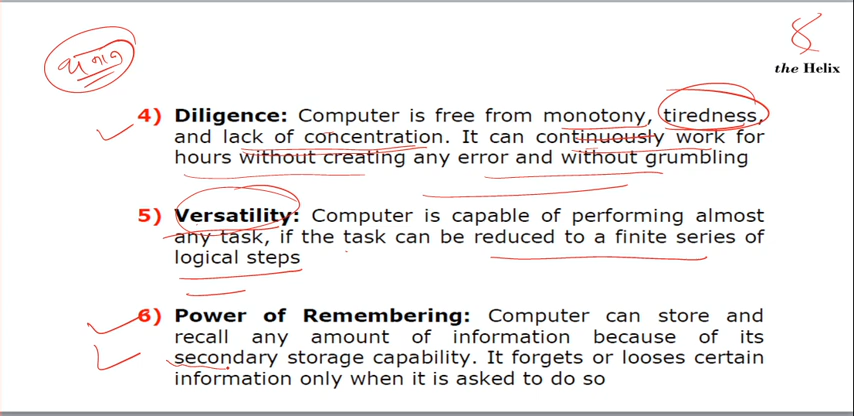 the Helix
4) Diligence: Computer is free from monotony, tiredness,
and lack of concentration. It can continuously work for
hours without creating any error and without grumbling
5) Versatility: Computer is capable of performing almost
any task, if the task can be reduced to a finite series of
logical steps
6) Power of Remembering: Computer can store and
recall any amount of information because of its
secondary storage capability. It forgets or looses certain
information only when it is asked to do so